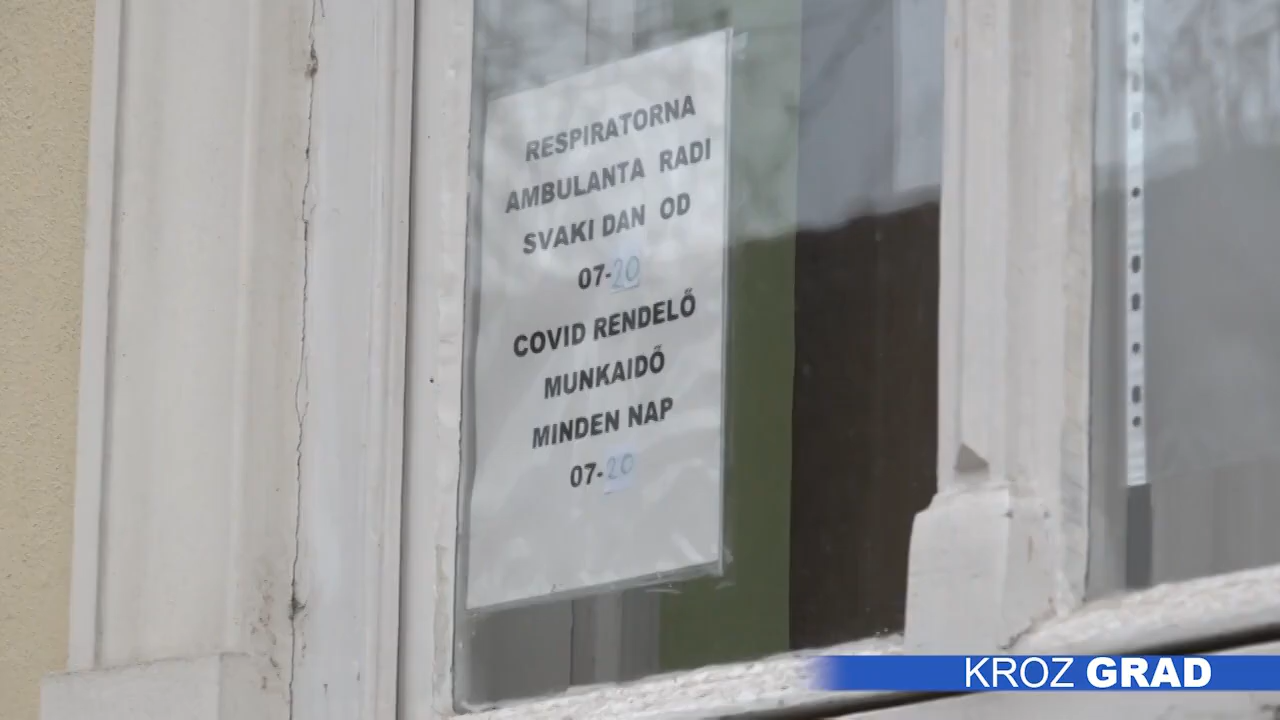 RESPIRATORNA
AMBULANTA RADI
SVAKI DAN OD
07-20
COVID RENDELŐ
MUNKAIDŐ
MINDEN NAP
07-20
KROZ GRAD